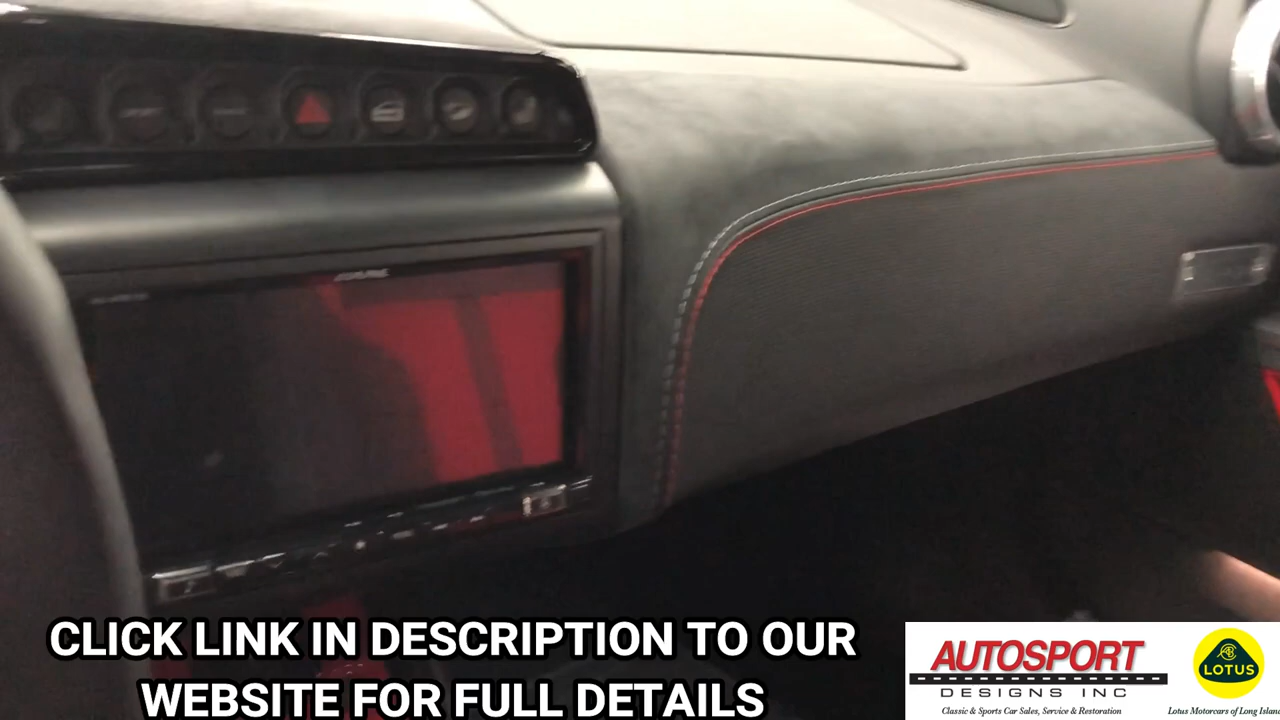 ALPINE
CLICK LINK IN DESCRIPTION TO OUR
WEBSITE FOR FULL DETAILS
AUTOSPORT
DESIGNS INC
Classic & Sports Car Sales, Service & Restoration
LOTUS
Lotus Motorcars of Long Island